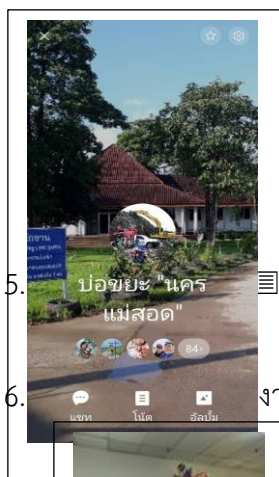 5.
บ่อขยะ "นคร
แม่สอด"
84
6.
แชท
โน้ต
อัลบั้ม